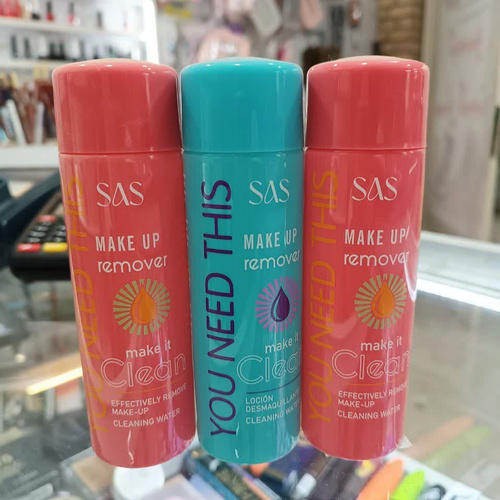 YOU NEED THIS
SAS
MAKE UP
remover
make it
Clean
EFFECTIVELY REMOVE
MAKE-UP
CLEANING WATER
YOU NEED THIS
SAS
MAKE UP
remover
make it
Clean
LOCIÓN
DESMAQUILLANTE
CLEANING WATER
YOU NEED THIS
SAS
MAKE UP
remover
make it
Clean
EFFECTIVELY REMOVE
MAKE-UP
CLEANING WATER